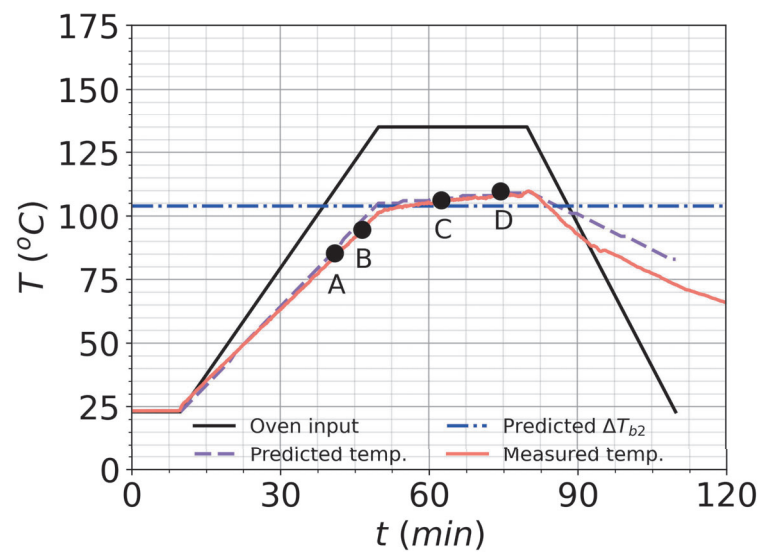 175
150
125
100
75
50
25
0
T (°C)
A
B
C
D
Oven input
Predicted temp.
Predicted ΔT_b2
Measured temp.
0 30 60 90 120
t (min)